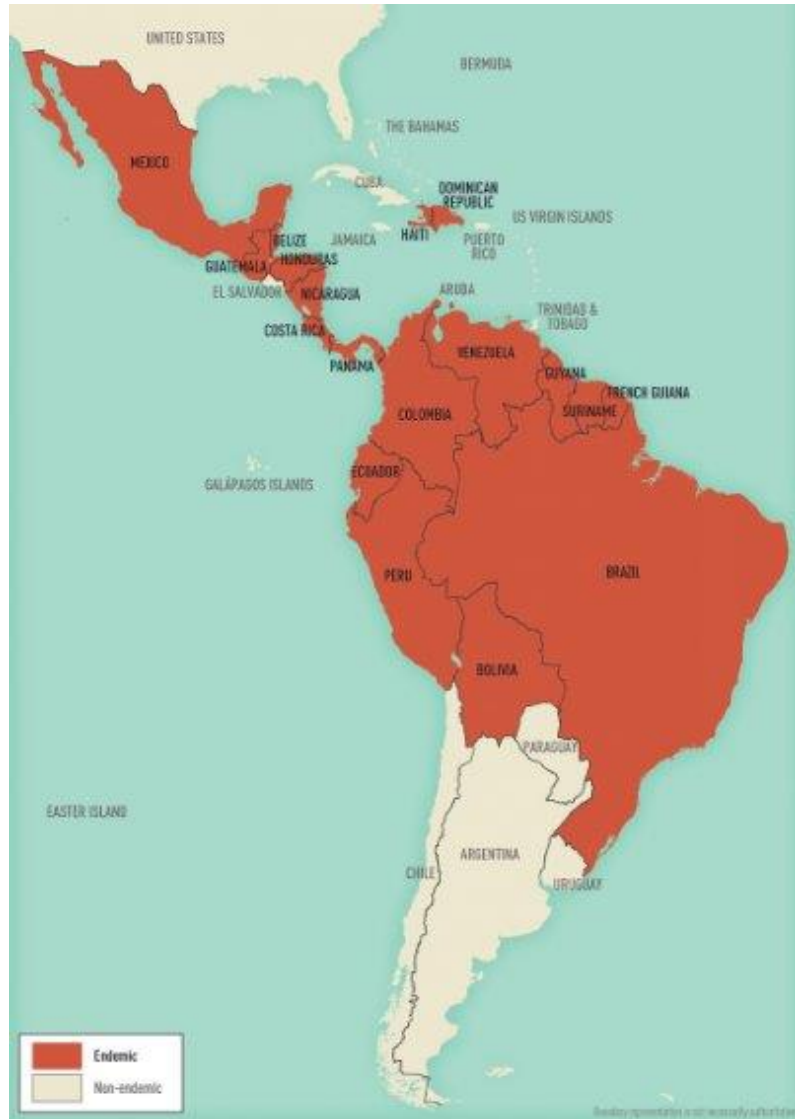 UNITED STATES
BERMUDA
THE BAHAMAS
MEXICO
CUBA
DOMINICAN
REPUBLIC
US VIRGIN ISLANDS
HAITI
JAMAICA
PUERTO
RICO
BELIZE
GUATEMALA
HONDURAS
EL SALVADOR
NICARAGUA
ARUBA
TRINIDAD &
TOBAGO
COSTA RICA
PANAMA
VENEZUELA
GUYANA
FRENCH GUIANA
SURINAME
COLOMBIA
ECUADOR
GALÁPAGOS ISLANDS
PERU
BRAZIL
BOLIVIA
PARAGUAY
EASTER ISLAND
ARGENTINA
CHILE
URUGUAY
Endemic
Non-endemic